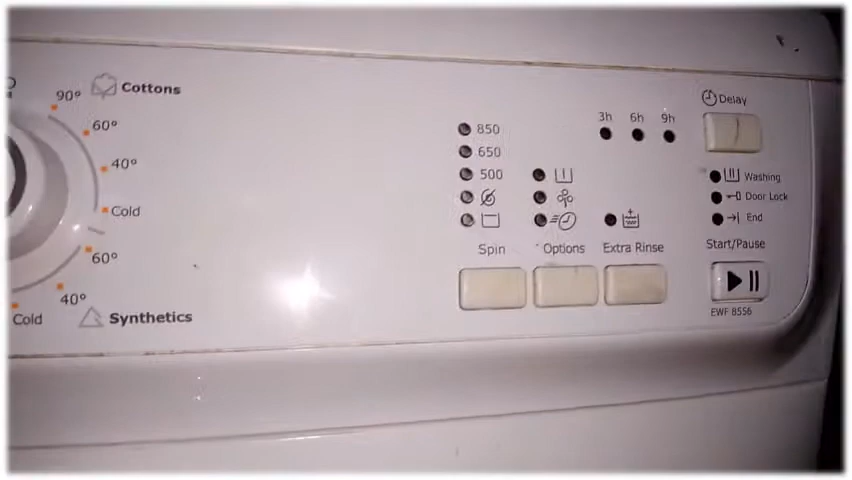 90° Cottons
60°
40°
Cold
60°
40°
Cold Synthetics
850
650
500
Spin
Options
Extra Rinse
3h 6h 9h
Delay
Washing
Door Lock
End
Start/Pause
EWF 8556